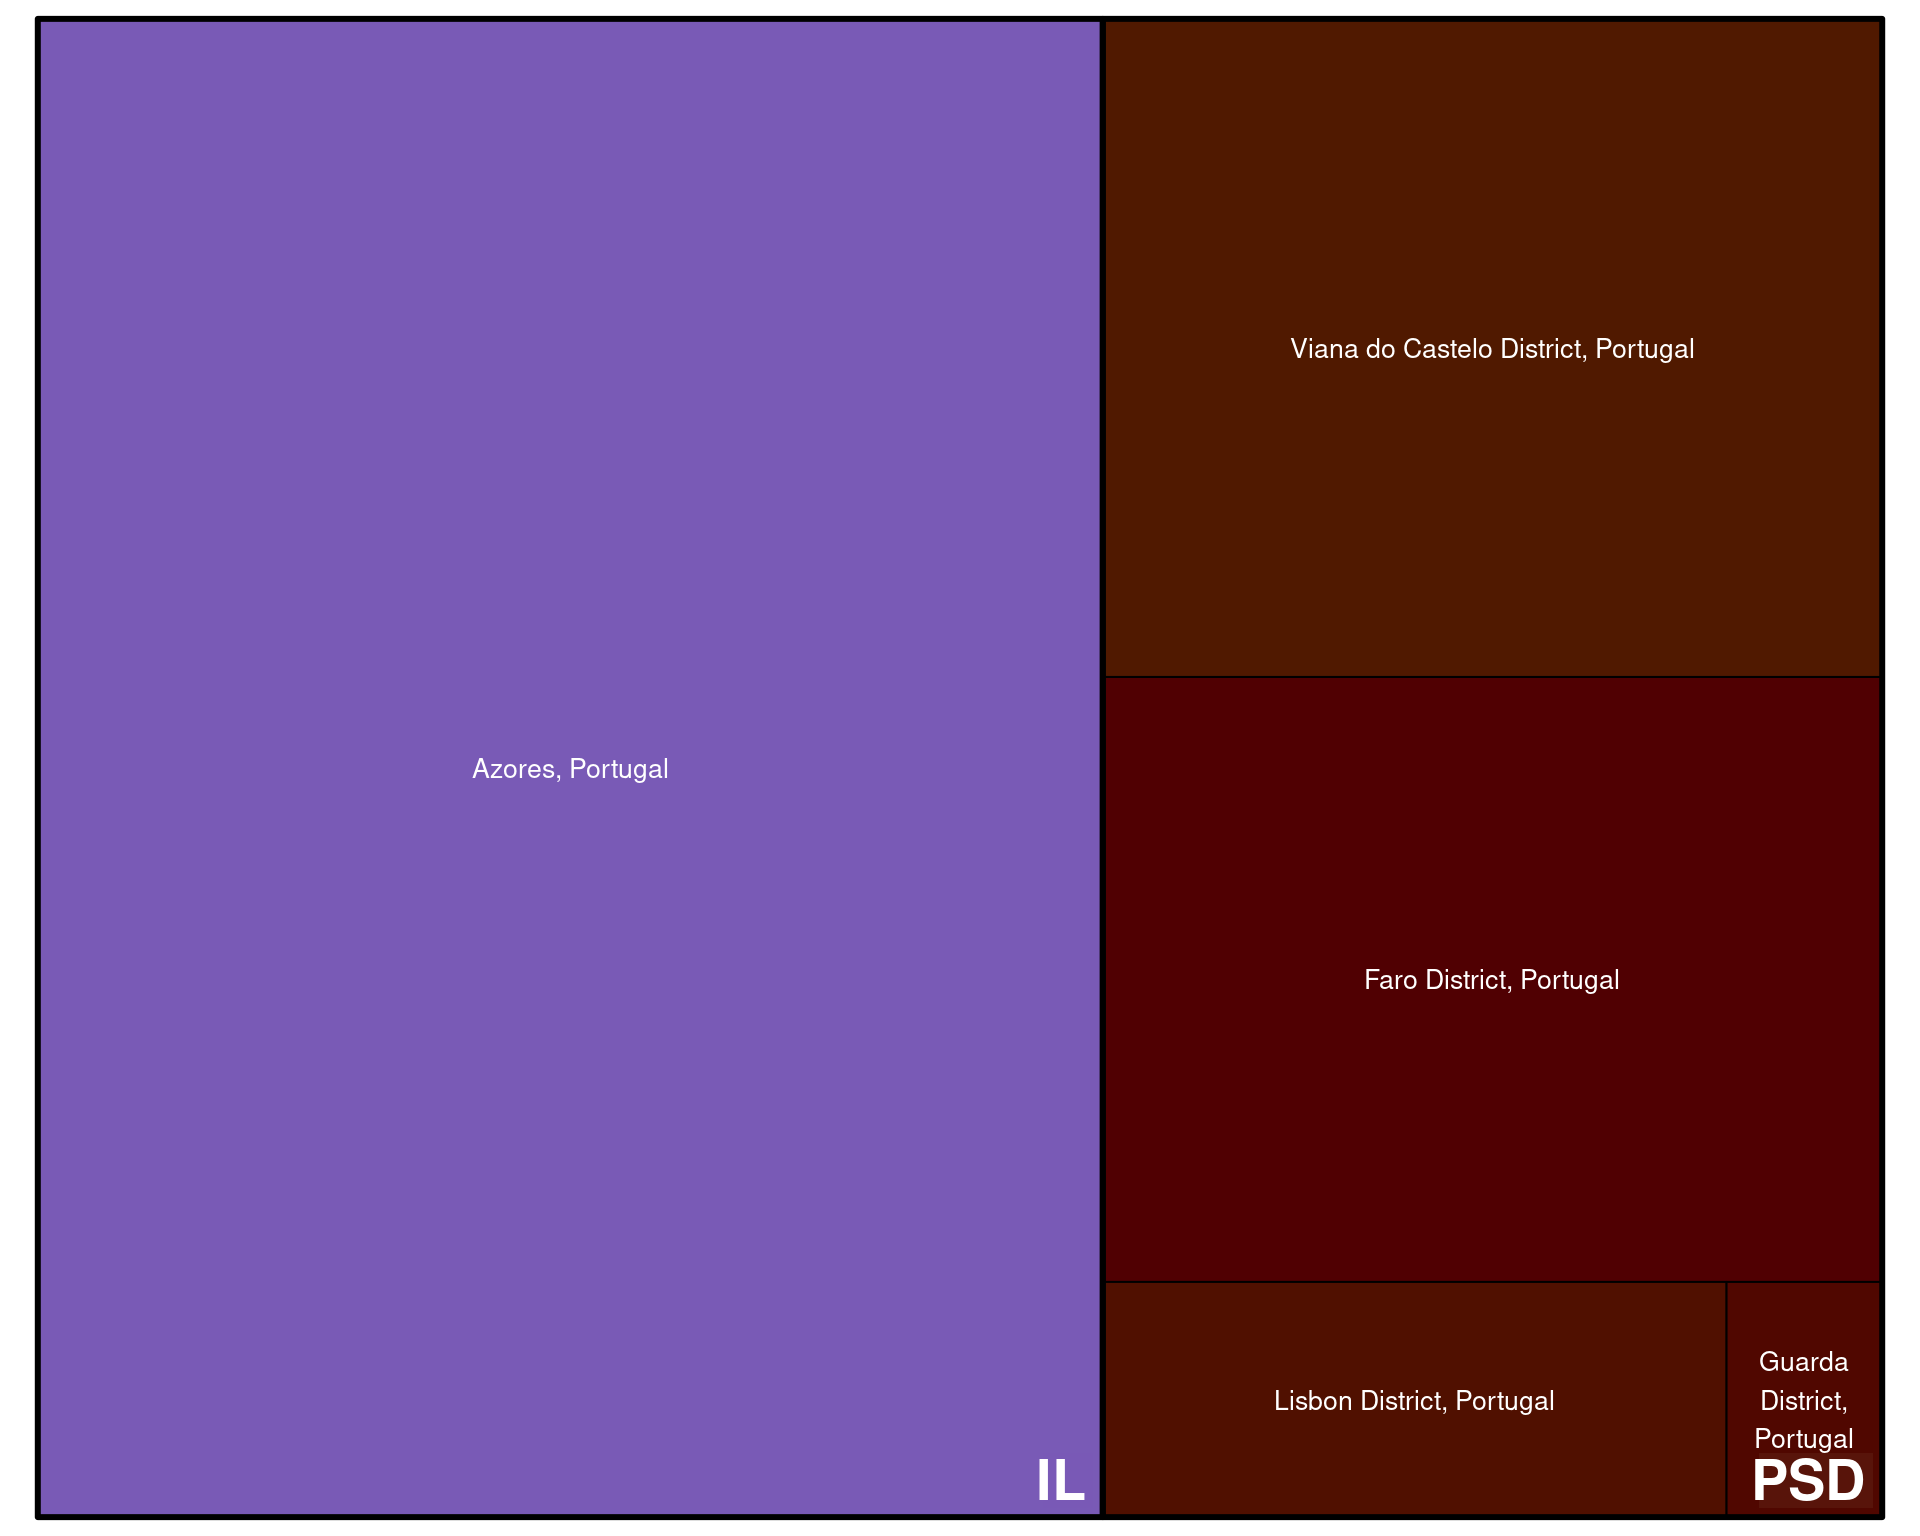 Viana do Castelo District, Portugal
Azores, Portugal
Faro District, Portugal
Lisbon District, Portugal
Guarda
District,
Portugal
IL
PSD